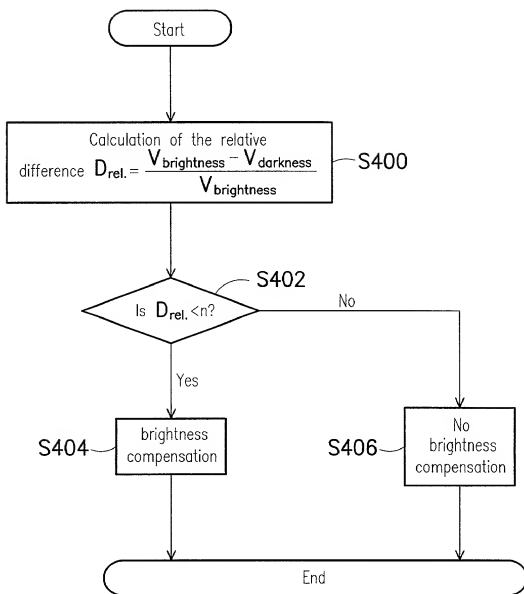 Start
Calculation of the relative
difference D_rel. = (V_brightness − V_darkness) / V_brightness
S400
S402
Is D_rel. <n?
No
Yes
S404
brightness
compensation
S406
No
brightness
compensation
End